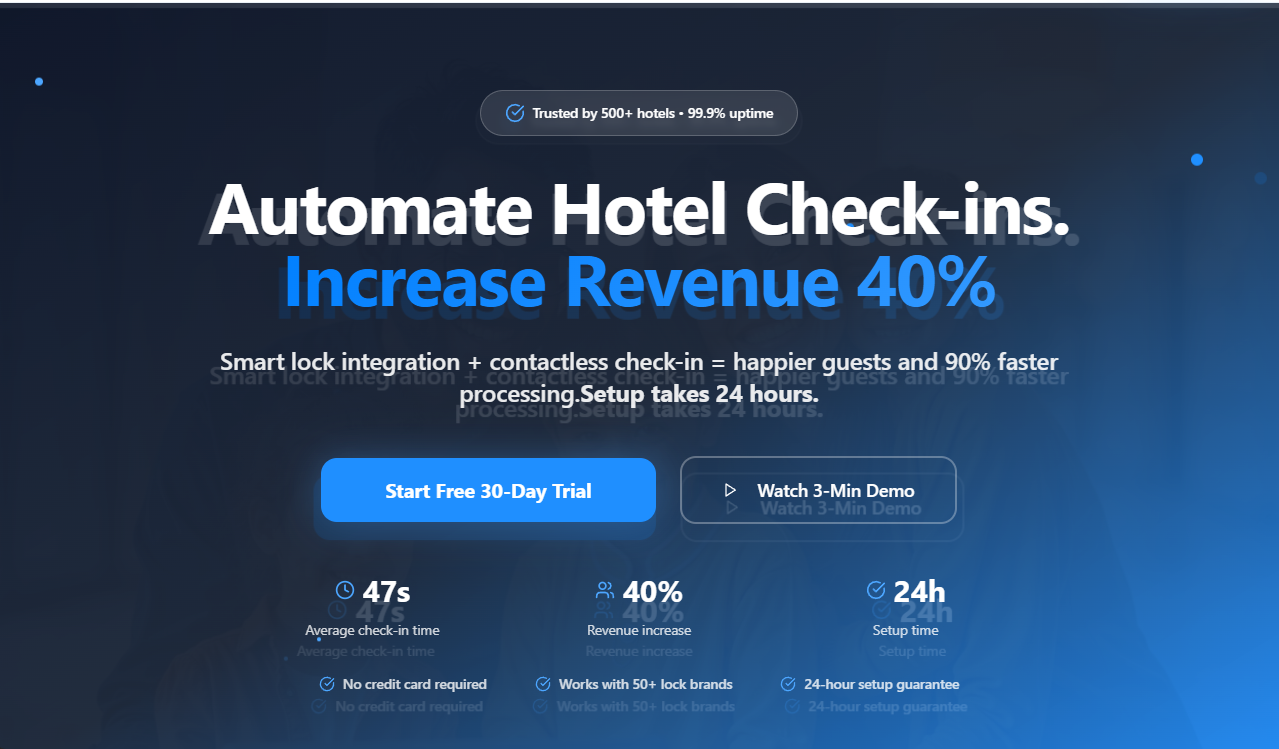 Trusted by 500+ hotels • 99.9% uptime
Automate Hotel Check-ins.
Increase Revenue 40%
Smart lock integration + contactless check-in = happier guests and 90% faster
processing.Setup takes 24 hours.
Start Free 30-Day Trial
Watch 3-Min Demo
47s
Average check-in time
40%
Revenue increase
24h
Setup time
No credit card required
Works with 50+ lock brands
24-hour setup guarantee